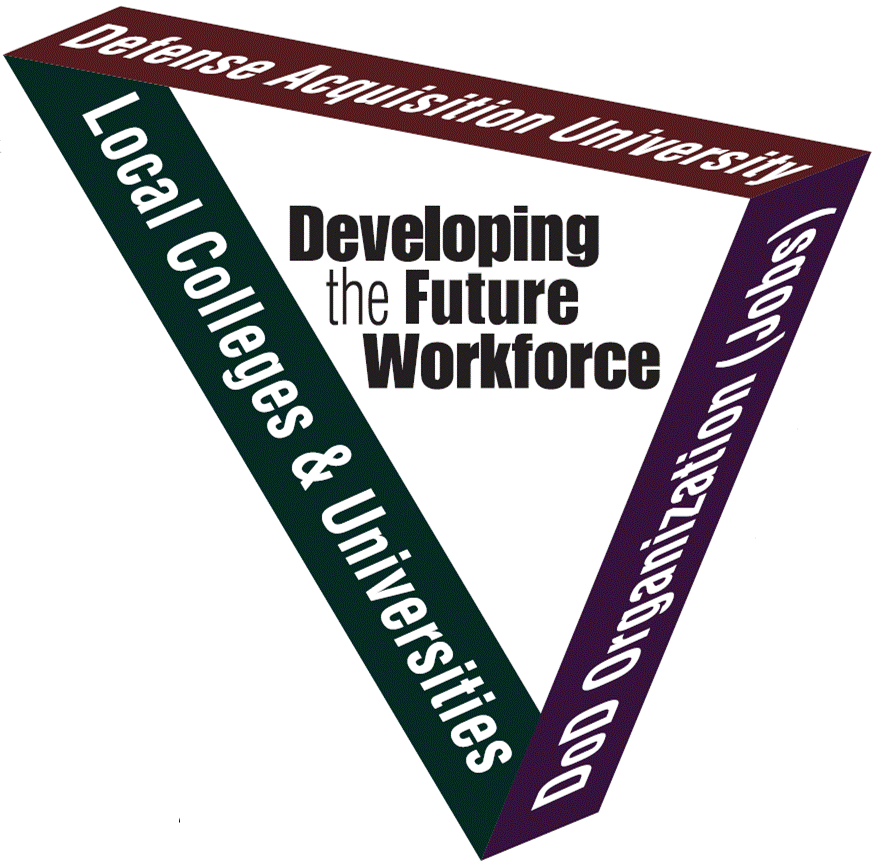 Defense Acquisition University
Local Colleges & Universities
Developing
the Future
Workforce
DoD Organization (Jobs)